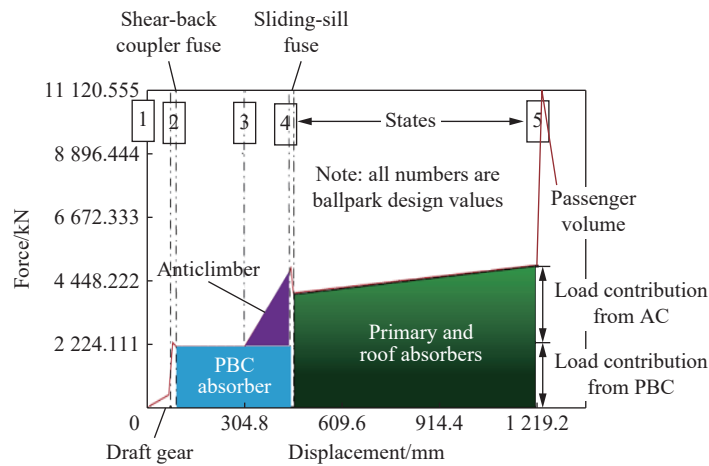 Shear-back
coupler fuse
Sliding-sill
fuse
11 120.555
8 896.444
6 672.333
4 448.222
2 224.111
0
Force/kN
1
2
3
4
States
5
Note: all numbers are
ballpark design values
Passenger
volume
Anticlimber
Load contribution
from AC
Primary and
roof absorbers
PBC
absorber
Load contribution
from PBC
304.8
609.6
914.4
1 219.2
Draft gear
Displacement/mm